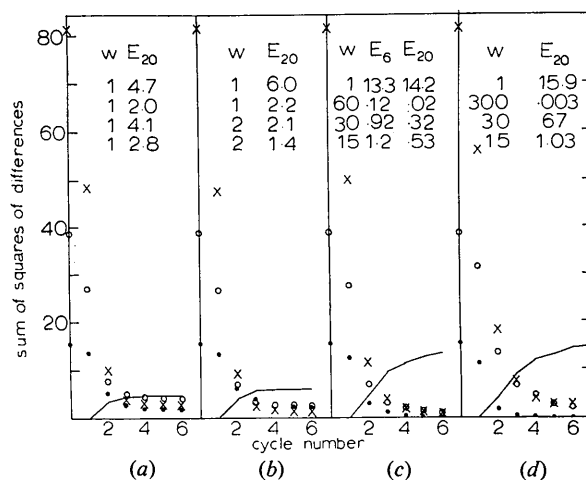 80
60
40
20
sum of squares of differences
w E20
1 4.7
1 2.0
1 4.1
1 2.8
w E20
1 6.0
1 2.2
2 2.1
2 1.4
w E6 E20
1 13.3 14.2
60 .12 .02
30 .92 .32
15 1.2 .53
w E20
1 15.9
300 .003
30 67
15 1.03
2 4 6 2 4 6 2 4 6 2 4 6
cycle number
(a) (b) (c) (d)